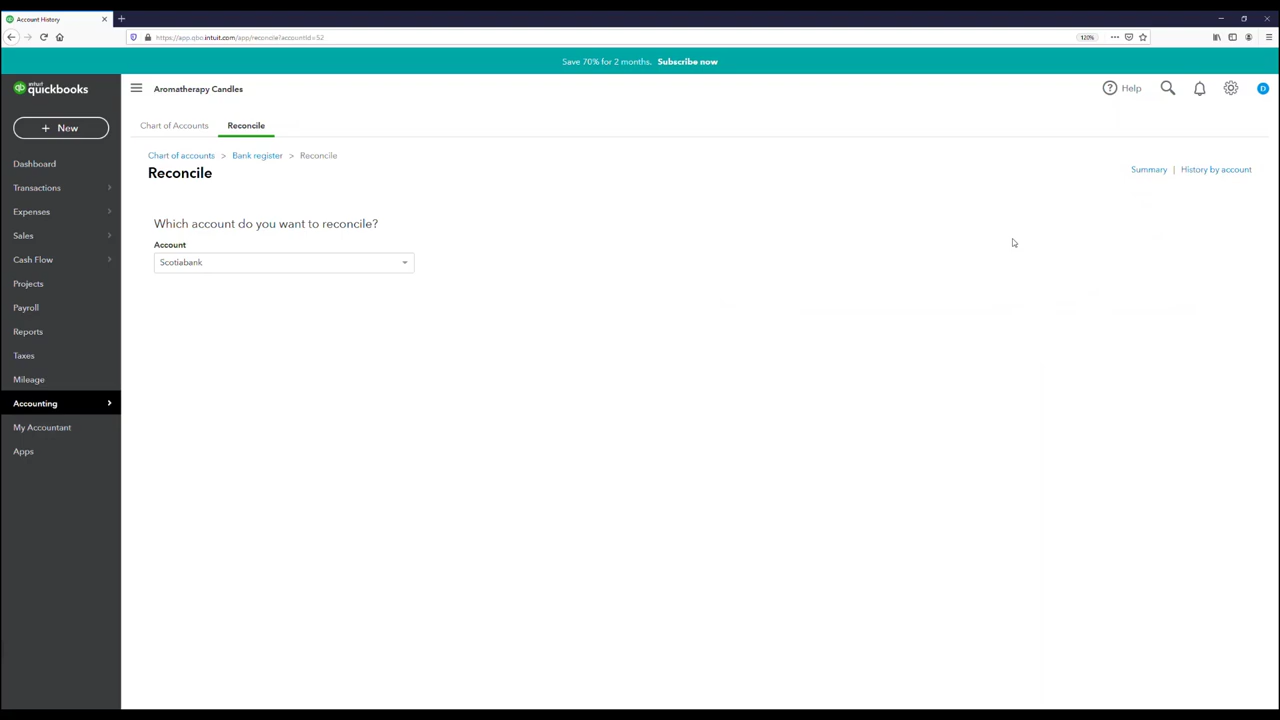 Account History
https://app.qbo.intuit.com/app/reconcile?accountId=52
120%
Save 70% for 2 months. Subscribe now
intuit
quickbooks
Aromatherapy Candles
Help
D
+ New
Chart of Accounts
Reconcile
Chart of accounts > Bank register > Reconcile
Reconcile
Summary | History by account
Which account do you want to reconcile?
Account
Scotiabank
Dashboard
Transactions
Expenses
Sales
Cash Flow
Projects
Payroll
Reports
Taxes
Mileage
Accounting
My Accountant
Apps